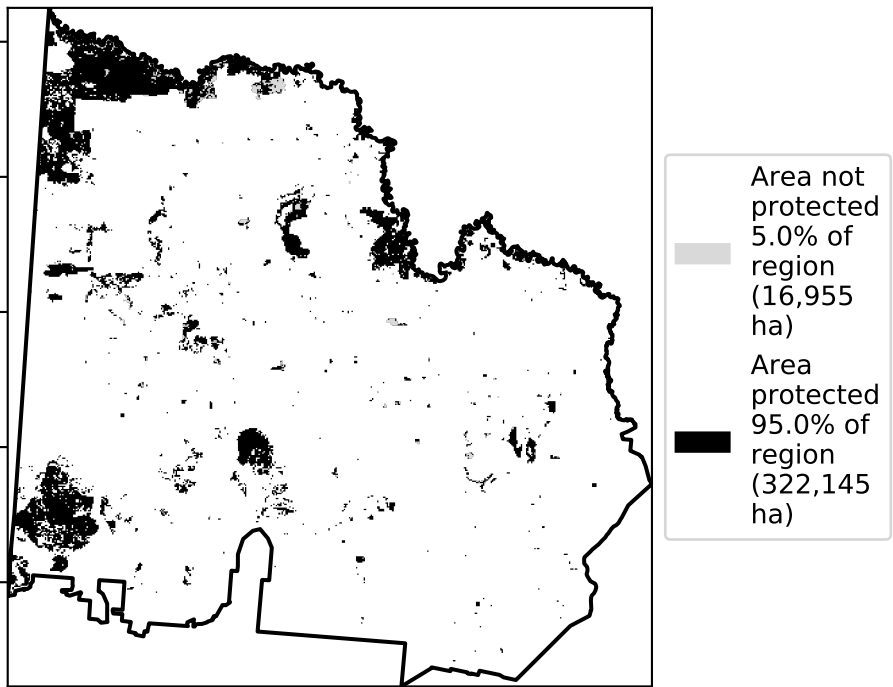 Area not
protected
5.0% of
region
(16,955
ha)
Area
protected
95.0% of
region
(322,145
ha)